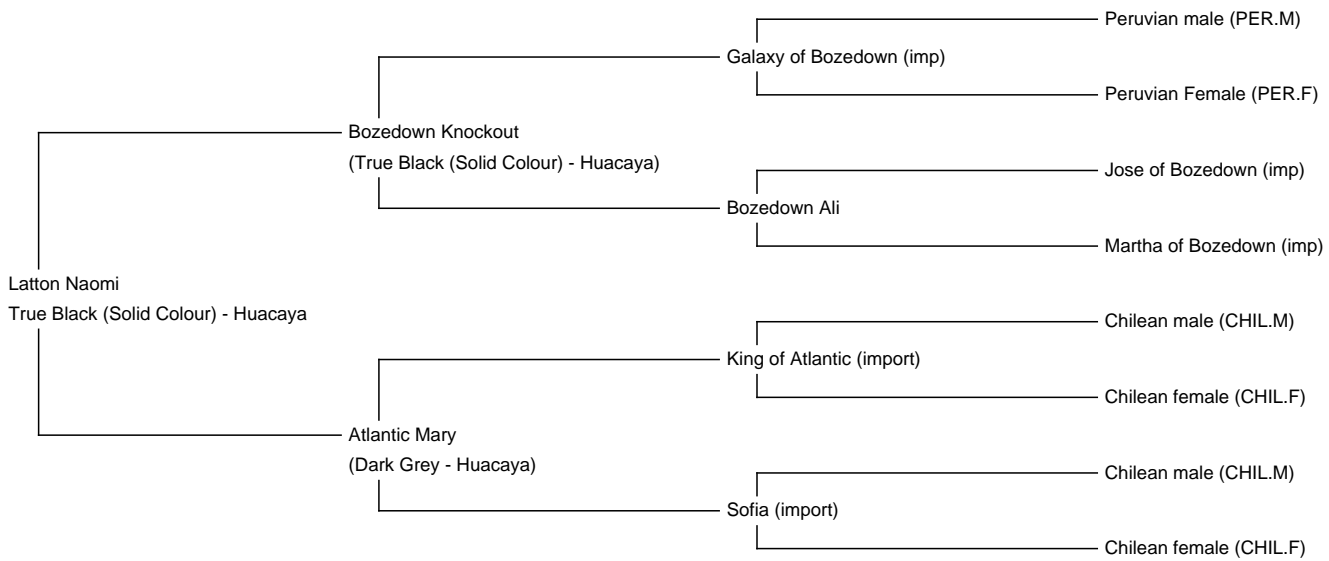 Peruvian male (PER.M)
Galaxy of Bozedown (imp)
Peruvian Female (PER.F)
Bozedown Knockout
(True Black (Solid Colour) - Huacaya)
Jose of Bozedown (imp)
Bozedown Ali
Martha of Bozedown (imp)
Latton Naomi
True Black (Solid Colour) - Huacaya
Chilean male (CHIL.M)
King of Atlantic (import)
Chilean female (CHIL.F)
Atlantic Mary
(Dark Grey - Huacaya)
Chilean male (CHIL.M)
Sofia (import)
Chilean female (CHIL.F)